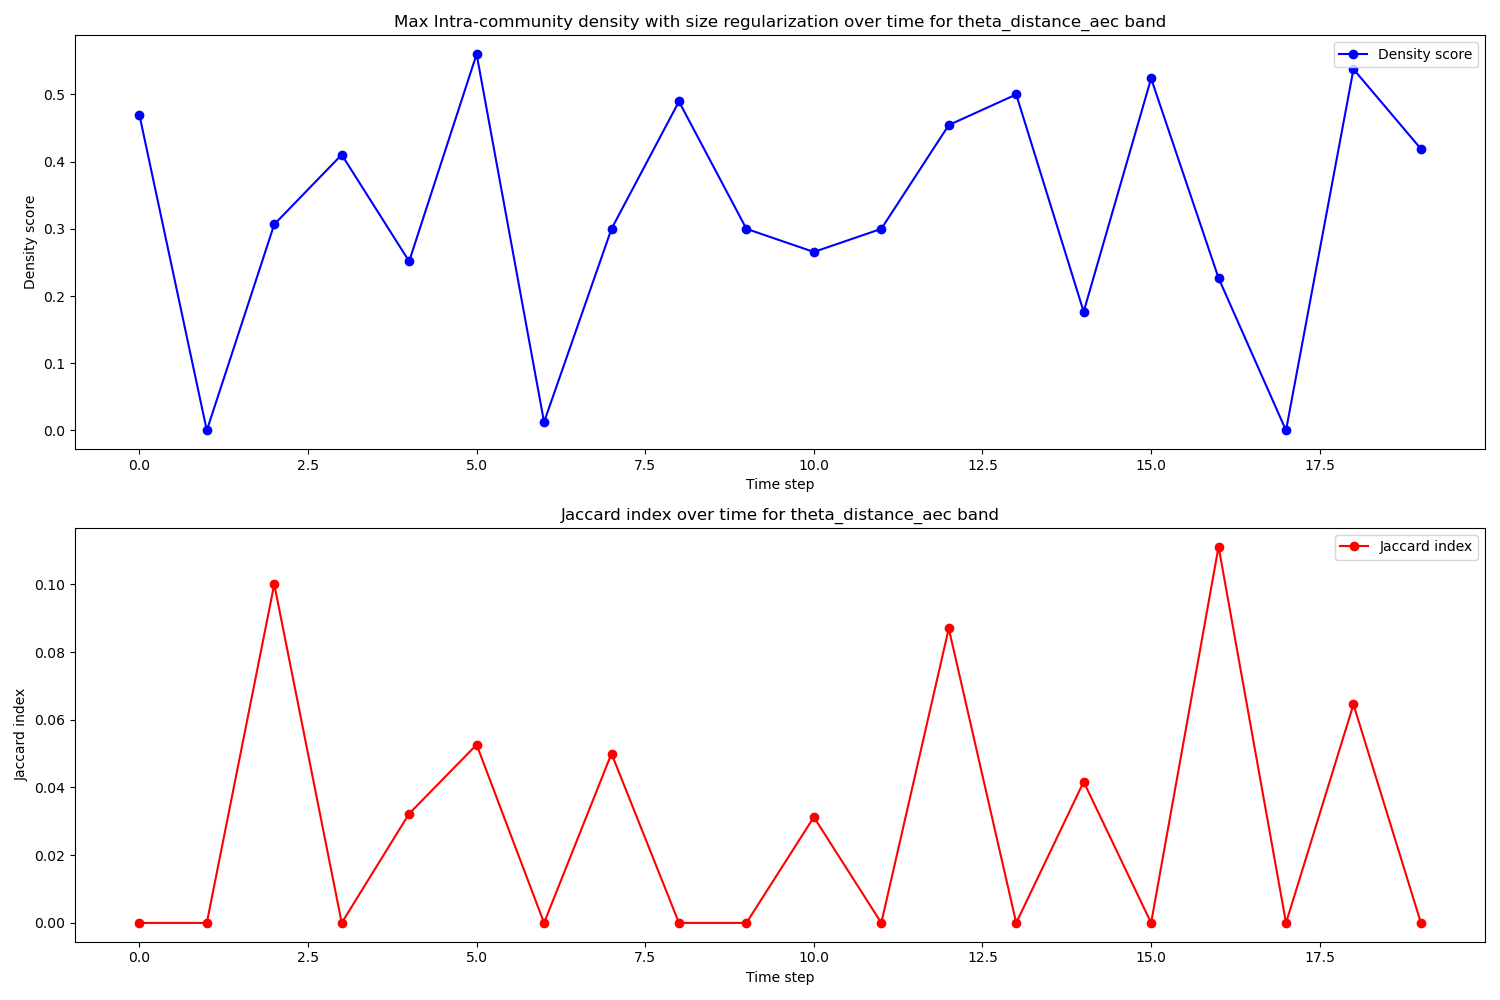 Max Intra-community density with size regularization over time for theta_distance_aec band
Density score
0.5
0.4
0.3
0.2
0.1
0.0
Density score
0.0 2.5 5.0 7.5 10.0 12.5 15.0 17.5
Time step
Jaccard index over time for theta_distance_aec band
Jaccard index
0.10
0.08
0.06
0.04
0.02
0.00
Jaccard index
0.0 2.5 5.0 7.5 10.0 12.5 15.0 17.5
Time step